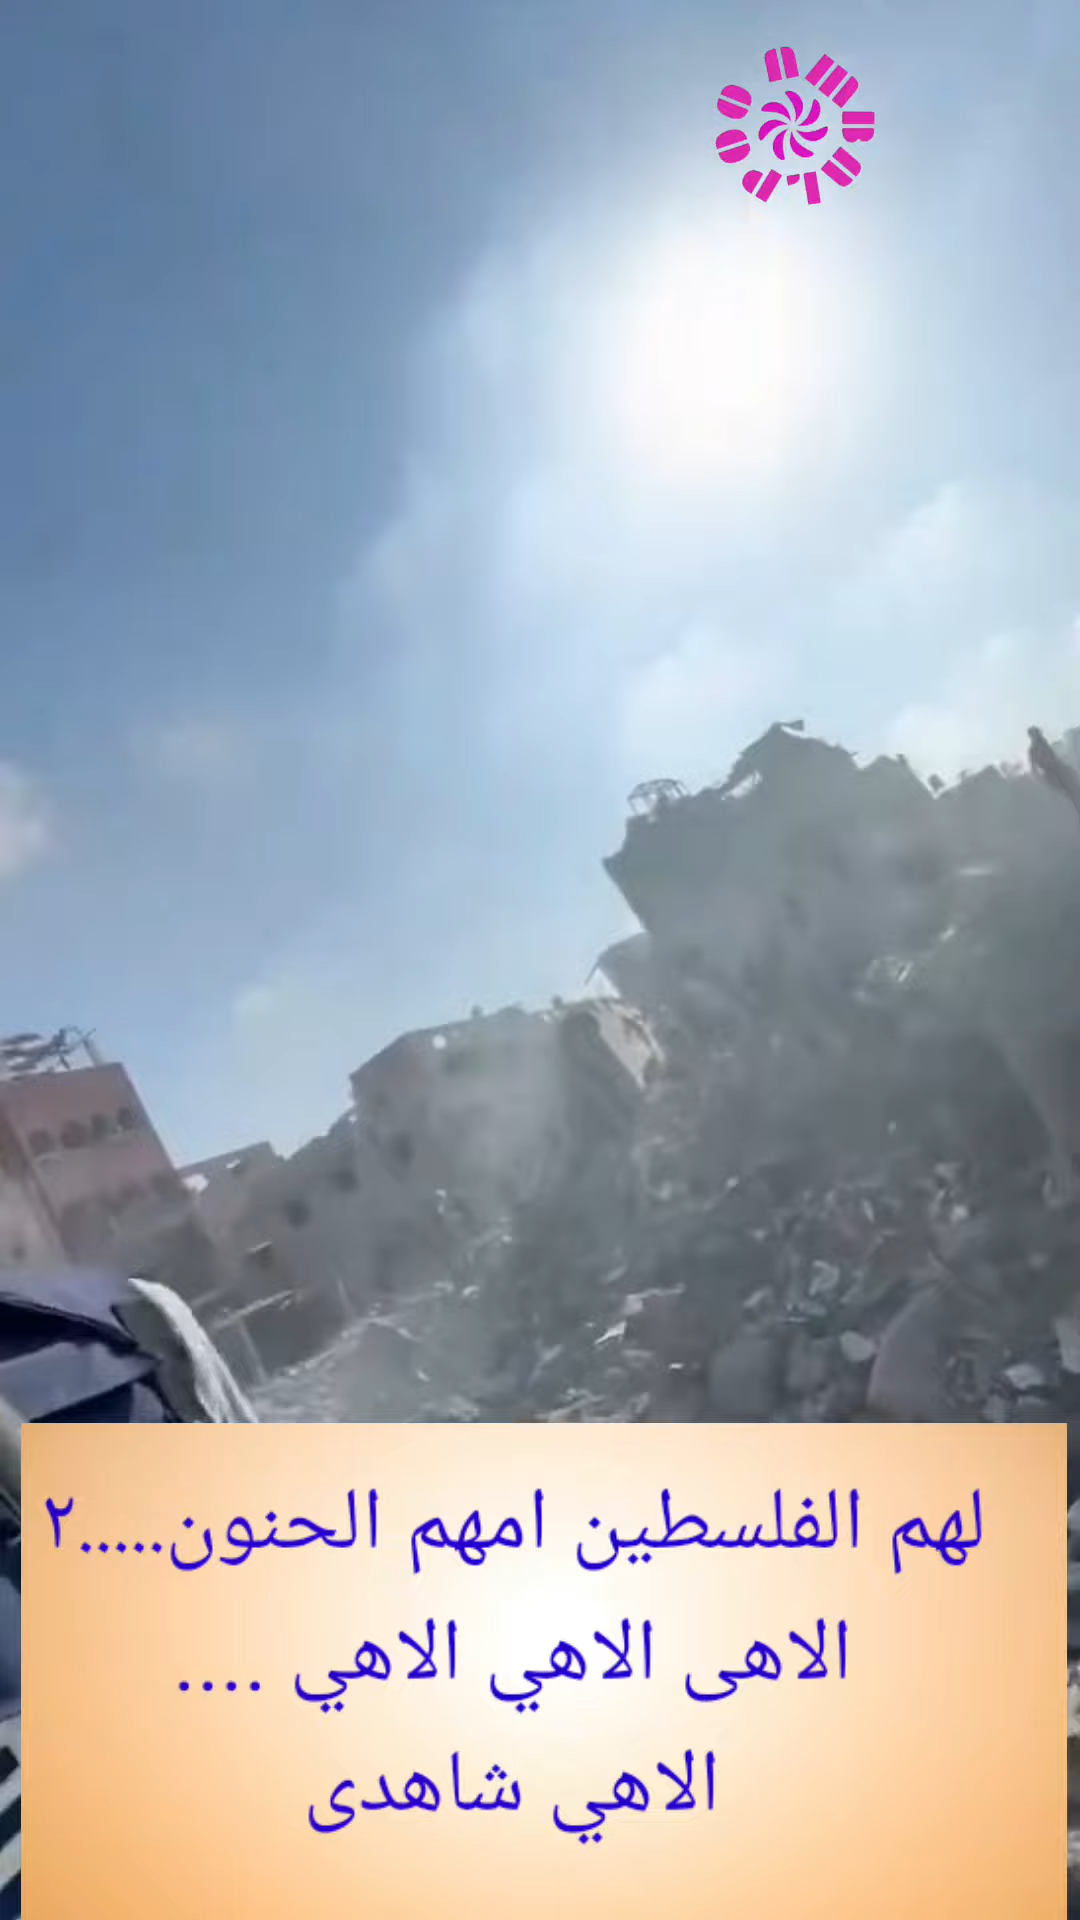 لهم الفلسطين امهم الحنون.....٢
الاهى الاهي الاهي ....
الاهي شاهدى